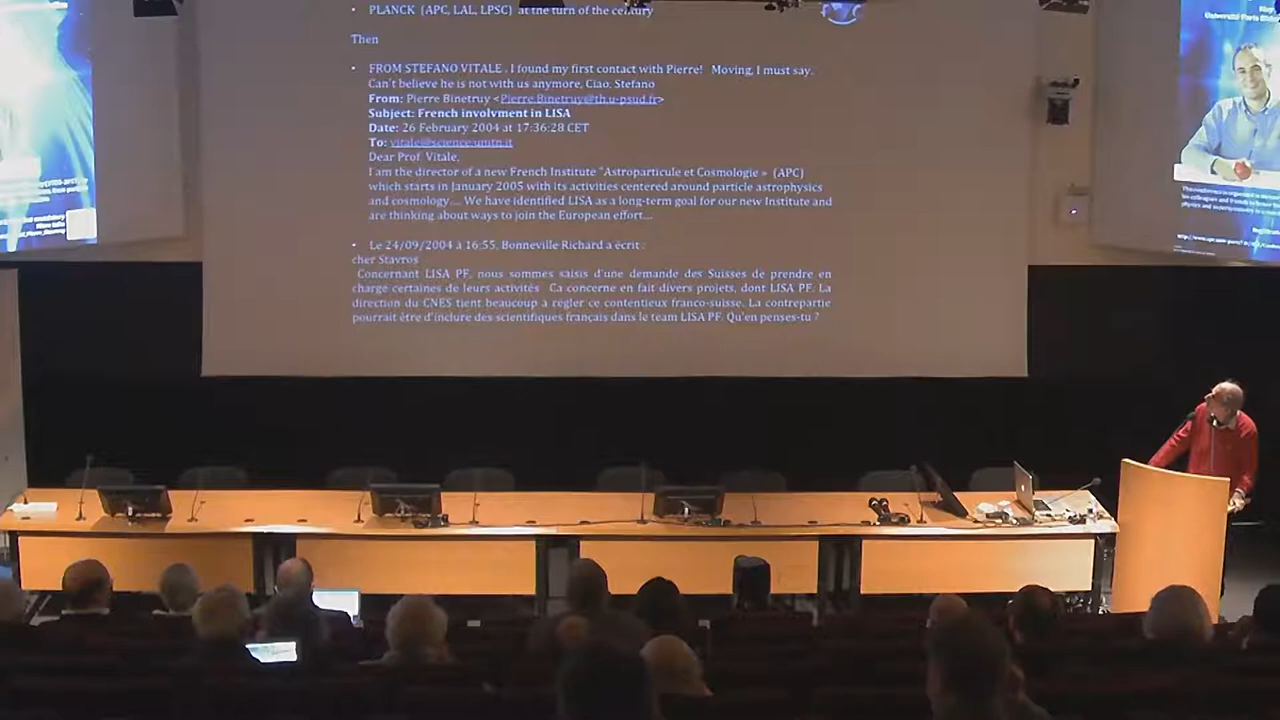 • PLANCK (APC, LAL, LPSC) at the turn of the century
Then
• FROM STEFANO VITALE . I found my first contact with Pierre! Moving, I must say.
Can't believe he is not with us anymore, Ciao, Stefano
From: Pierre Binetruy <Pierre.Binetruy@th.u-psud.fr>
Subject: French involvment in LISA
Date: 26 February 2004 at 17:36:28 CET
To: vitale@science.unitn.it
Dear Prof. Vitale,
I am the director of a new French Institute "Astroparticule et Cosmologie » (APC)
which starts in January 2005 with its activities centered around particle astrophysics
and cosmology.... We have identified LISA as a long-term goal for our new Institute and
are thinking about ways to join the European effort....
• Le 24/09/2004 à 16:55, Bonneville Richard a écrit :
cher Stavros
Concernant LISA PF, nous sommes saisis d'une demande des Suisses de prendre en
charge certaines de leurs activités Ca concerne en fait divers projets, dont LISA PF. La
direction du CNES tient beaucoup à régler ce contentieux franco-suisse. La contrepartie
pourrait être d'inclure des scientifiques français dans le team LISA PF. Qu'en penses-tu ?